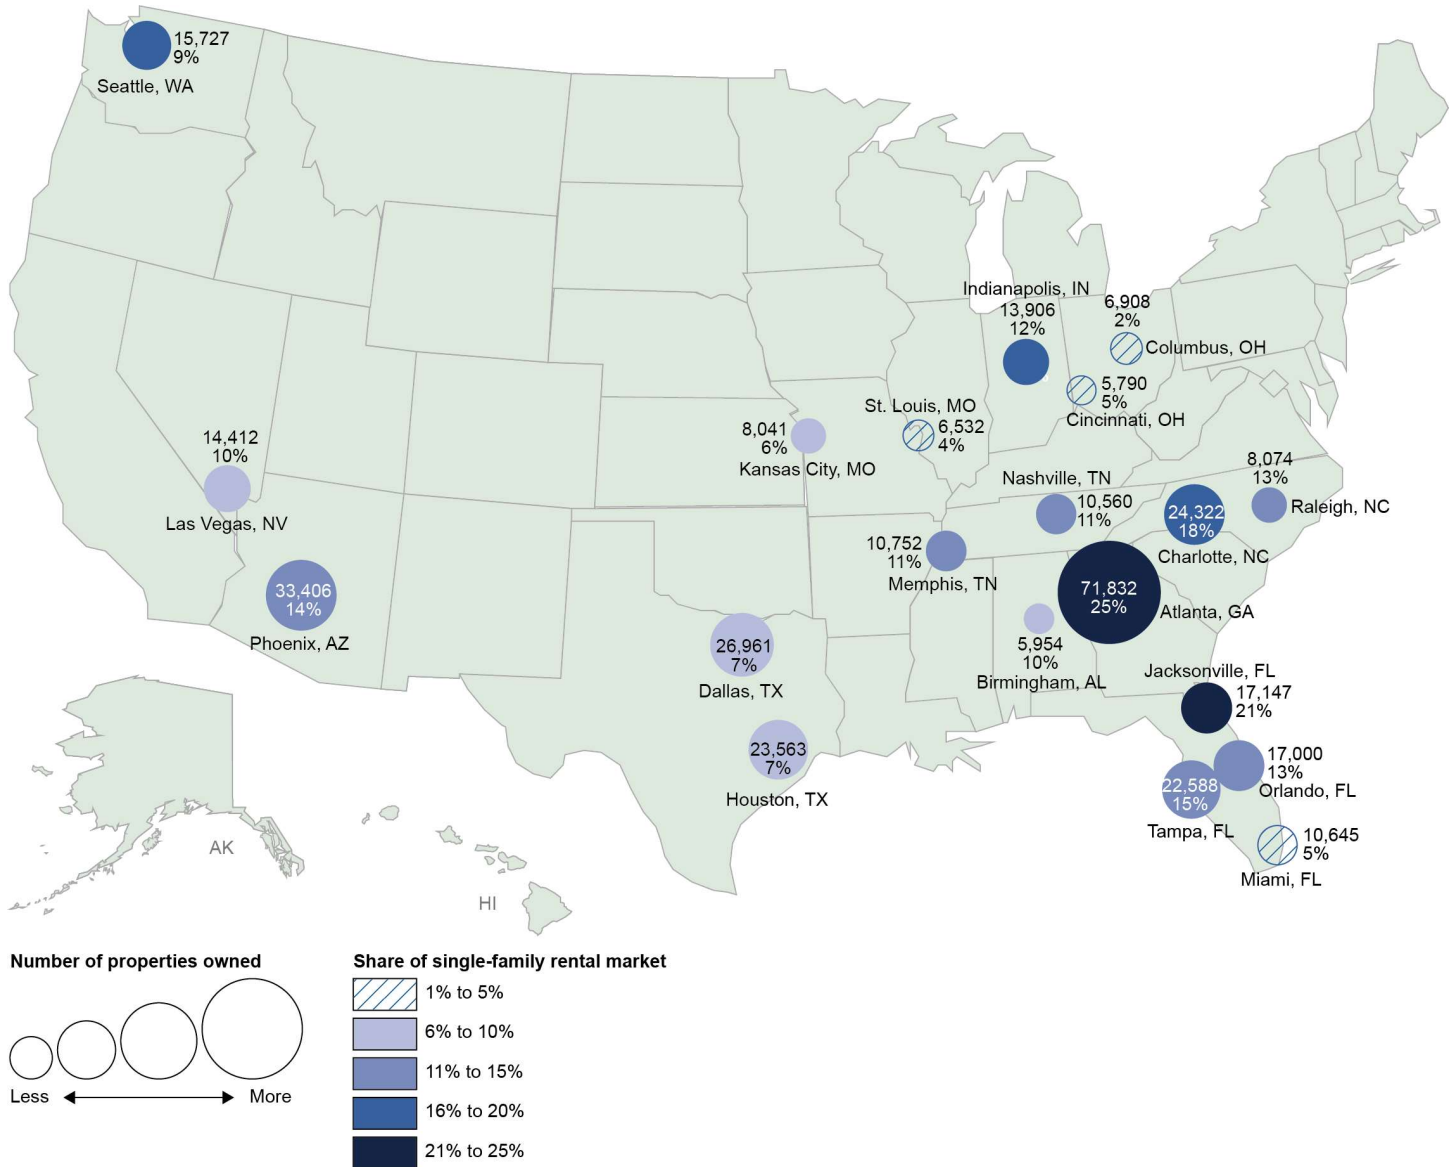 15,727
9%
Seattle, WA
Indianapolis, IN
13,906
12%
6,908
2%
Columbus, OH
5,790
5%
Cincinnati, OH
St. Louis, MO
6,532
4%
8,041
6%
Kansas City, MO
14,412
10%
Las Vegas, NV
Nashville, TN
10,560
11%
8,074
13%
Raleigh, NC
24,322
18%
Charlotte, NC
10,752
11%
Memphis, TN
33,406
14%
Phoenix, AZ
71,832
25%
Atlanta, GA
5,954
10%
Birmingham, AL
26,961
7%
Dallas, TX
Jacksonville, FL
17,147
21%
23,563
7%
Houston, TX
17,000
13%
Orlando, FL
22,588
15%
Tampa, FL
10,645
5%
Miami, FL
AK
HI
Number of properties owned
Less
More
Share of single-family rental market
1% to 5%
6% to 10%
11% to 15%
16% to 20%
21% to 25%